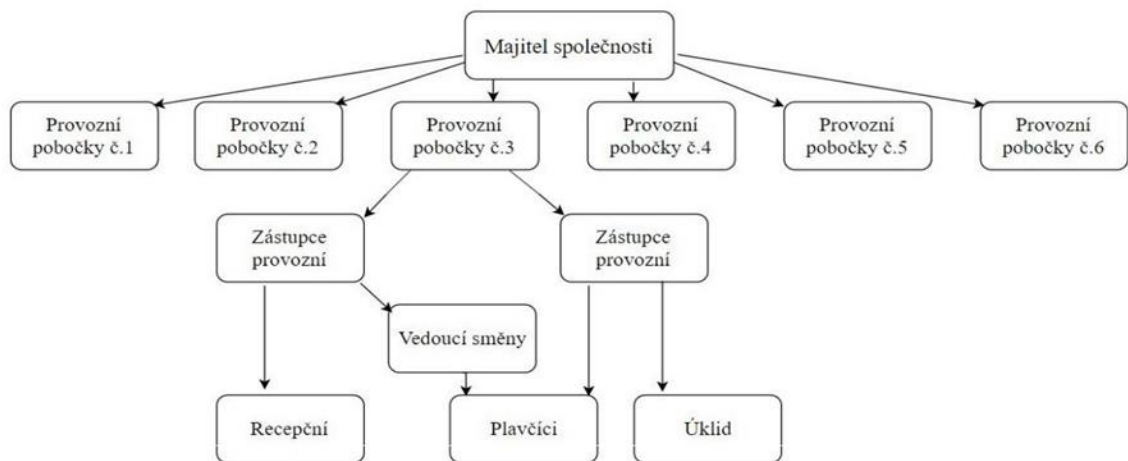 Majitel společnosti
Provozní
pobočky č.1
Provozní
pobočky č.2
Provozní
pobočky č.3
Provozní
pobočky č.4
Provozní
pobočky č.5
Provozní
pobočky č.6
Zástupce
provozní
Zástupce
provozní
Vedoucí směny
Recepční
Plavčíci
Úklid